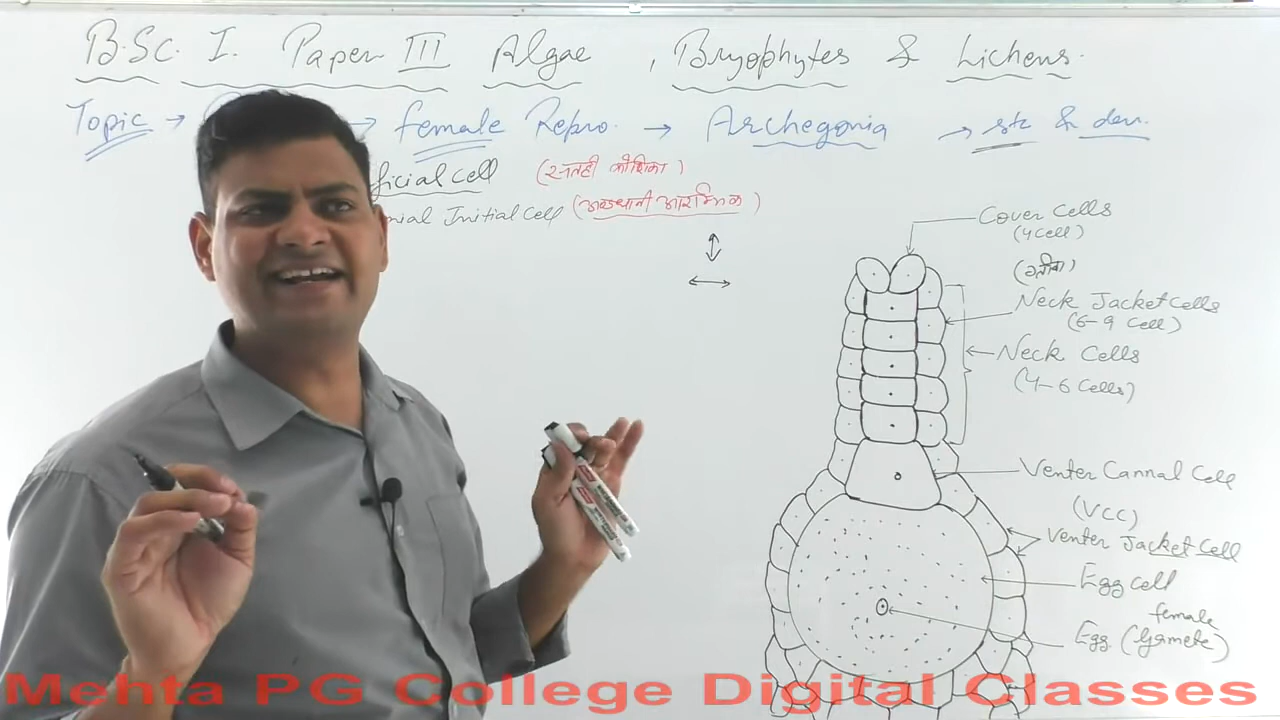 B.Sc. I. Paper III Algae, Bryophytes & Lichens.
Topic → → female Repro. → Archegonia → str & dev.
ficial cell (सतही कोशिका)
nial Initial Cell (स्त्रीधानी आरम्भिक)
Cover Cells
(4 Cell)
Neck Jacket Cells
(6-9 Cell)
Neck Cells
(4-6 Cells)
Venter Cannal Cell
(VCC)
Venter Jacket Cell
Egg cell
female
Egg (Gamete)
Mehta PG College Digital Classes